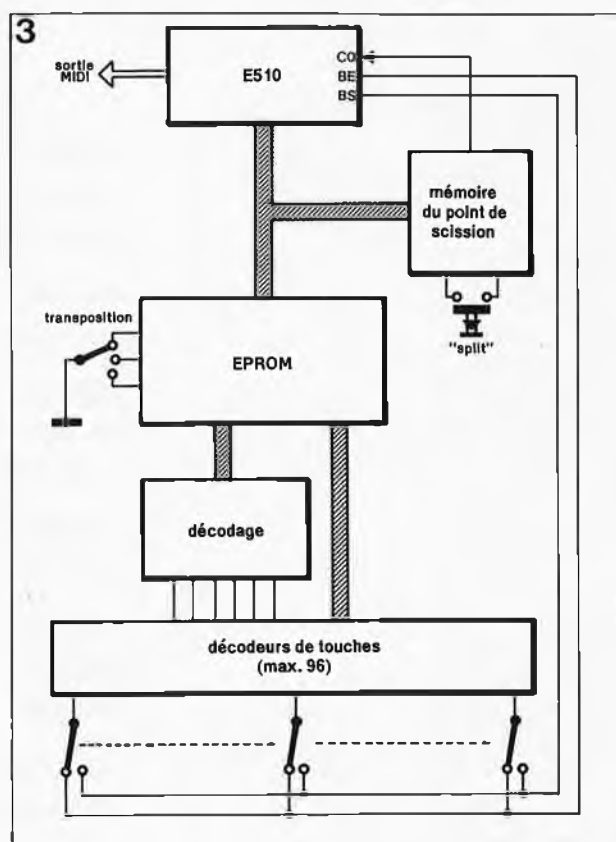 3
sortie
MIDI
E510
CO
BE
BS
mémoire
du point de
scission
"split"
transposition
EPROM
décodage
décodeurs de touches
(max. 96)